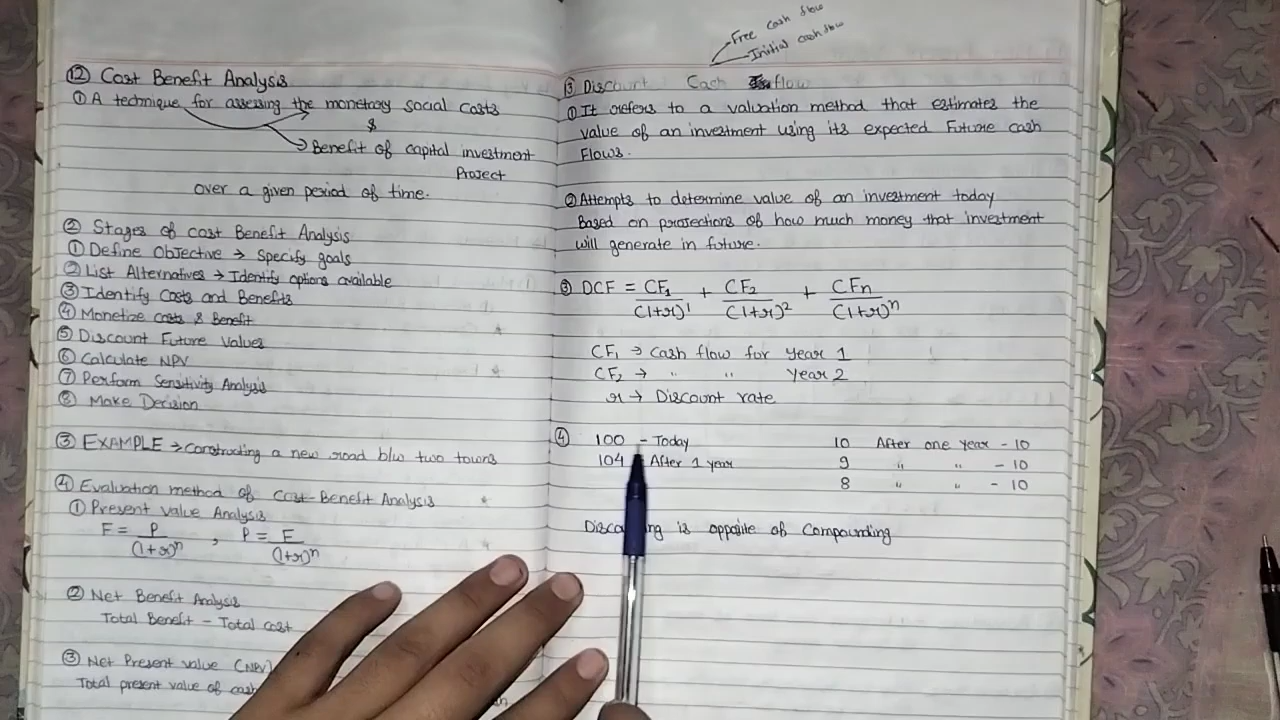 ⑫ Cost Benefit Analysis
① A technique for assessing the monetary social costs
&
Benefit of capital investment
Project
over a given period of time.
② Stages of cost Benefit Analysis
① Define Objective → Specify goals
② List Alternatives → Identify options available
③ Identify Costs and Benefits
④ Monetize costs & Benefit
⑤ Discount Future Values
⑥ Calculate NPV
⑦ Perform Sensitivity Analysis
⑧ Make Decision
③ EXAMPLE → constructing a new road b/w two towns
④ Evaluation method of Cost-Benefit Analysis
① Present value Analysis
F = P/(1+r)^n , P = F/(1+r)^n
② Net Benefit Analysis
Total Benefit - Total cost
③ Net Present value (NPV)
Total present value of
Free cash flow
Initial cash flow
Discount Cash flow
① It refers to a valuation method that estimates the
value of an investment using its expected Future cash
Flows.
② Attempts to determine value of an investment today
Based on projections of how much money that investment
will generate in future.
③ DCF = CF1/(1+r)^1 + CF2/(1+r)^2 + CFn/(1+r)^n
CF1 → Cash flow for year 1
CF2 → " " Year 2
r → Discount rate
④ 100 - Today
104 - After 1 year
10 After one year - 10
9 " " - 10
8 " " - 10
is opposite of Compounding